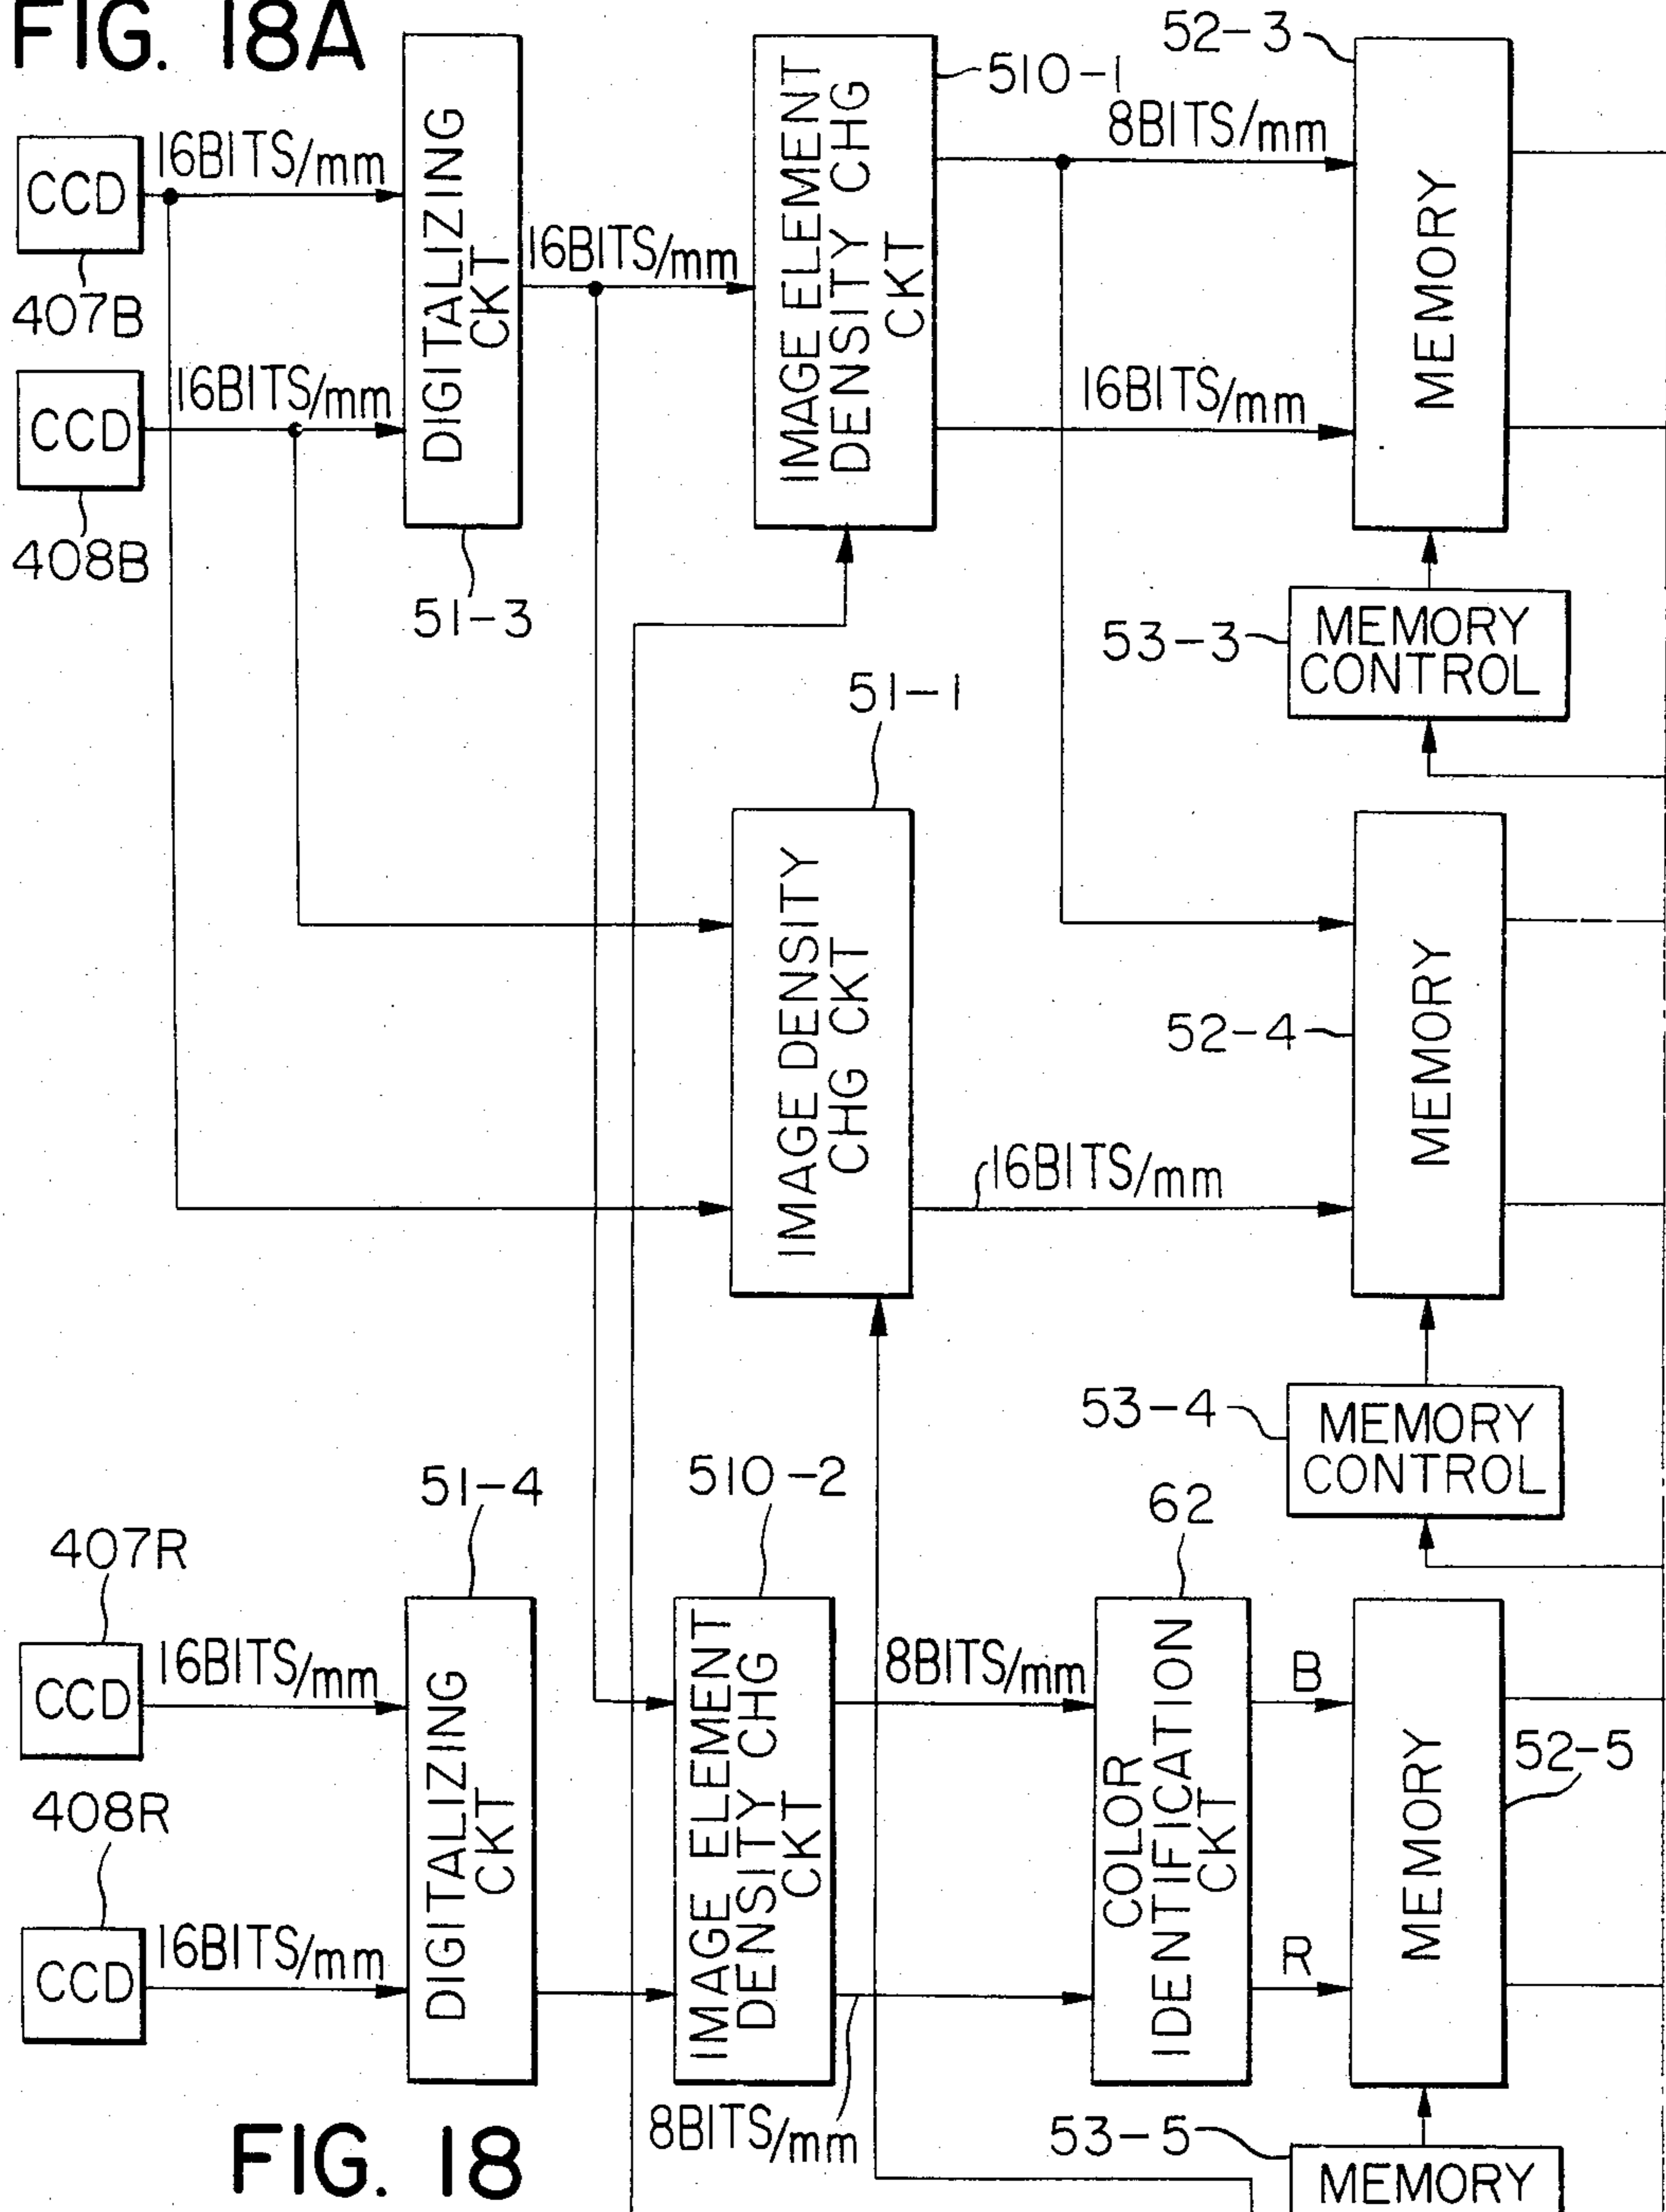 FIG. 18A
CCD
407B
16BITS/mm
CCD
408B
16BITS/mm
DIGITALIZING
CKT
51-3
16BITS/mm
IMAGE ELEMENT
DENSITY CHG
CKT
510-1
8BITS/mm
16BITS/mm
52-3
MEMORY
53-3
MEMORY
CONTROL
51-1
IMAGE DENSITY
CHG CKT
16BITS/mm
52-4
MEMORY
53-4
MEMORY
CONTROL
407R
CCD
16BITS/mm
408R
CCD
16BITS/mm
51-4
DIGITALIZING
CKT
510-2
IMAGE ELEMENT
DENSITY CHG
CKT
8BITS/mm
8BITS/mm
62
COLOR
IDENTIFICATION
CKT
B
R
MEMORY
52-5
53-5
MEMORY
FIG. 18